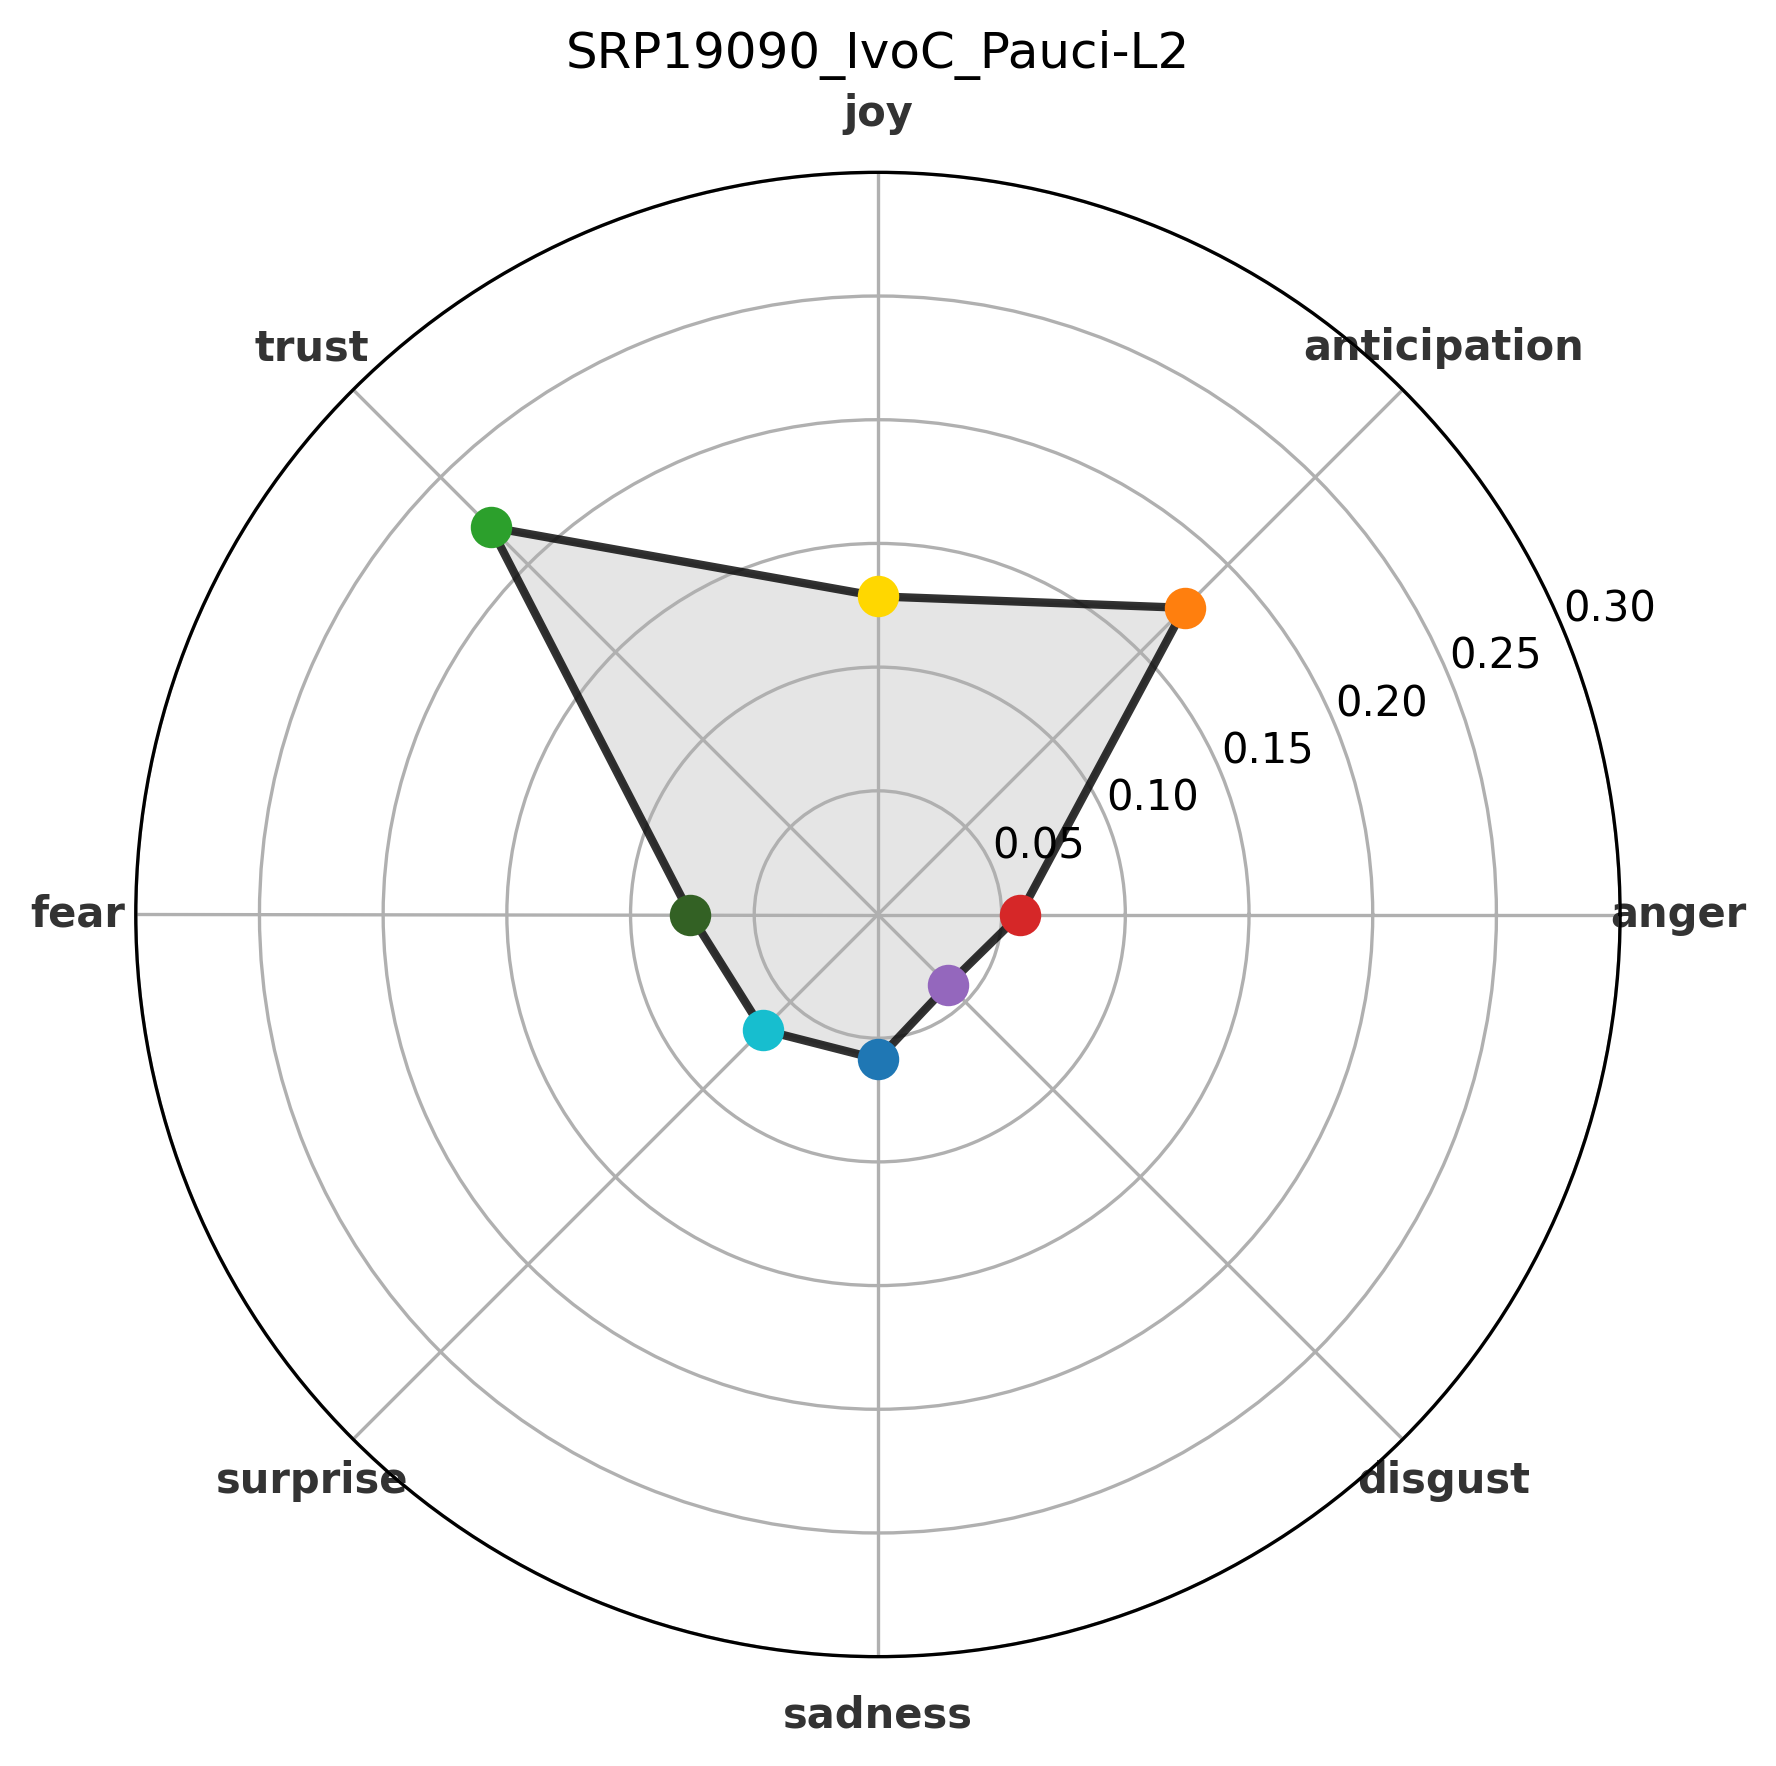 SRP19090_IvoC_Pauci-L2
joy
trust
anticipation
0.30
0.25
0.20
0.15
0.10
0.05
fear
anger
surprise
disgust
sadness